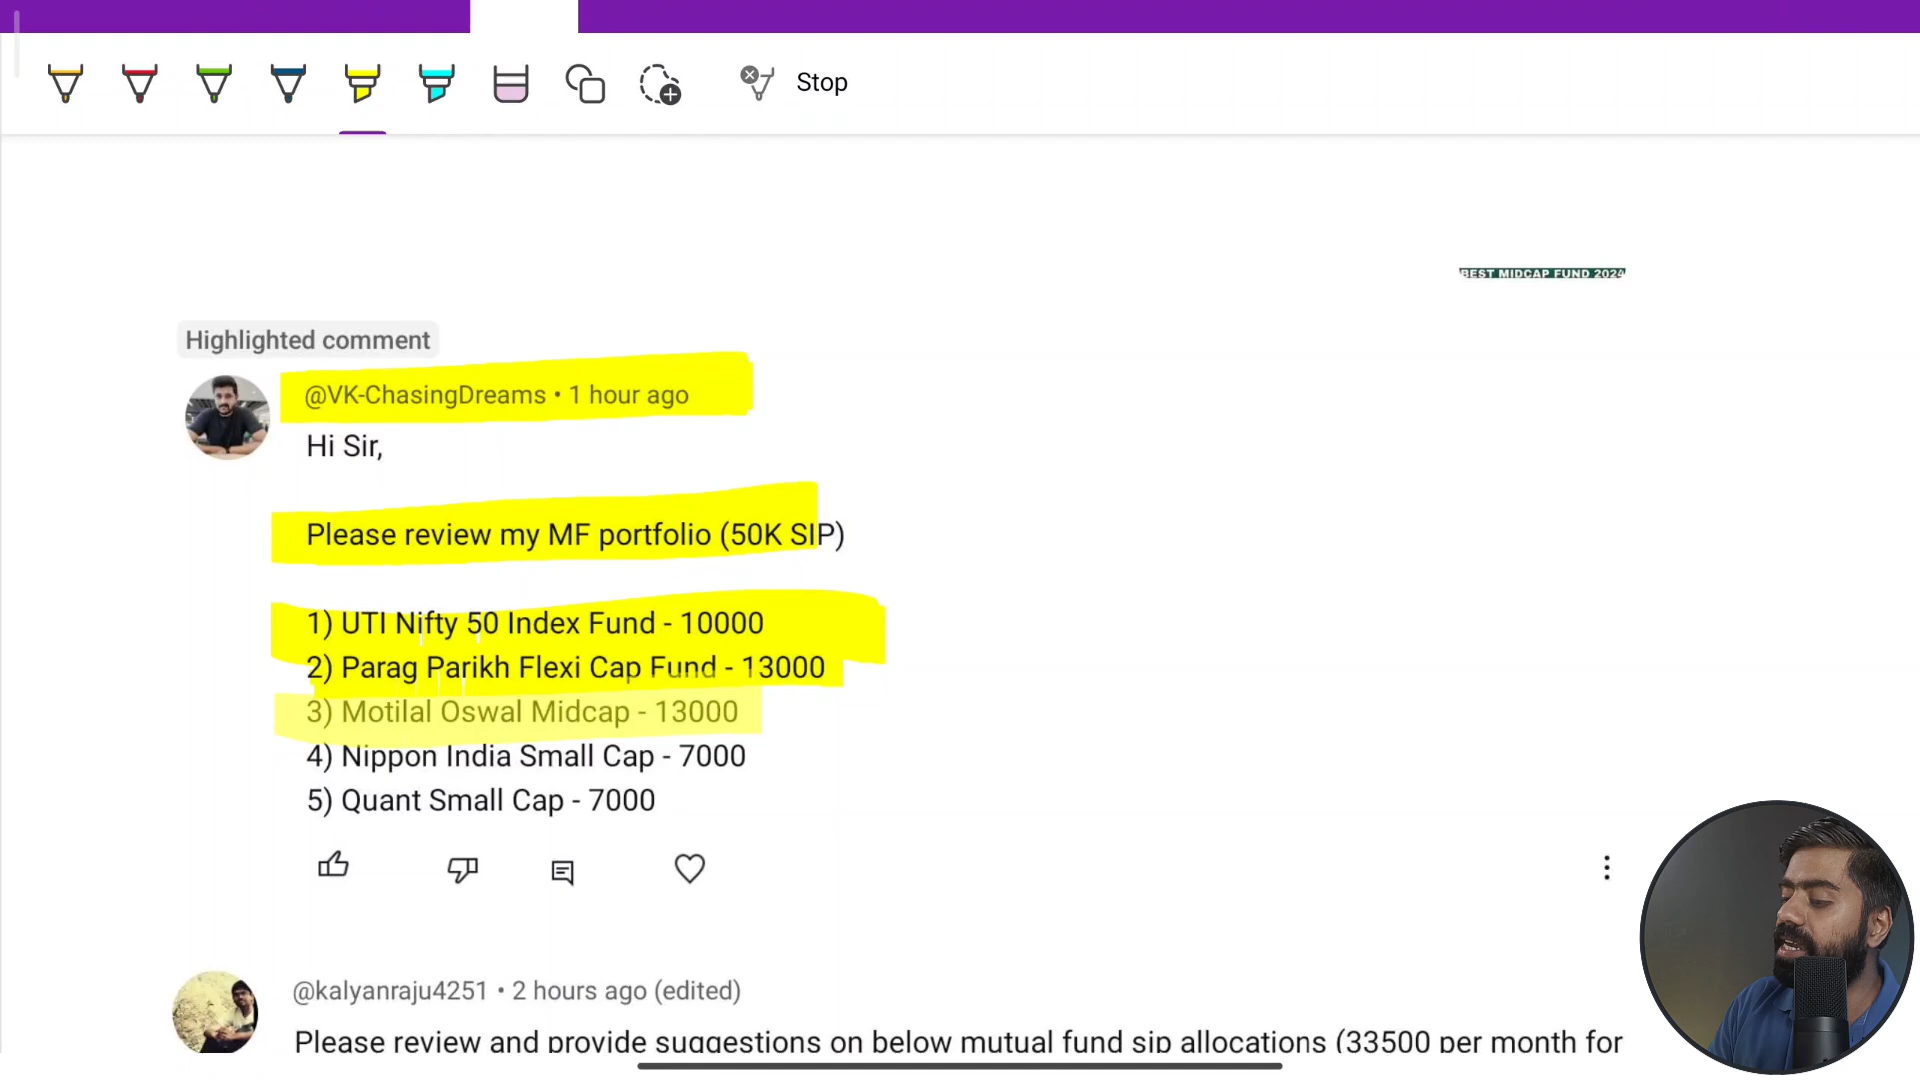 Stop
BEST MIDCAP FUND 2024
Highlighted comment
@VK-ChasingDreams • 1 hour ago
Hi Sir,
Please review my MF portfolio (50K SIP)
1) UTI Nifty 50 Index Fund - 10000
2) Parag Parikh Flexi Cap Fund - 13000
3) Motilal Oswal Midcap - 13000
4) Nippon India Small Cap - 7000
5) Quant Small Cap - 7000
@kalyanraju4251 • 2 hours ago (edited)
Please review and provide suggestions on below mutual fund sip allocations (33500 per month for